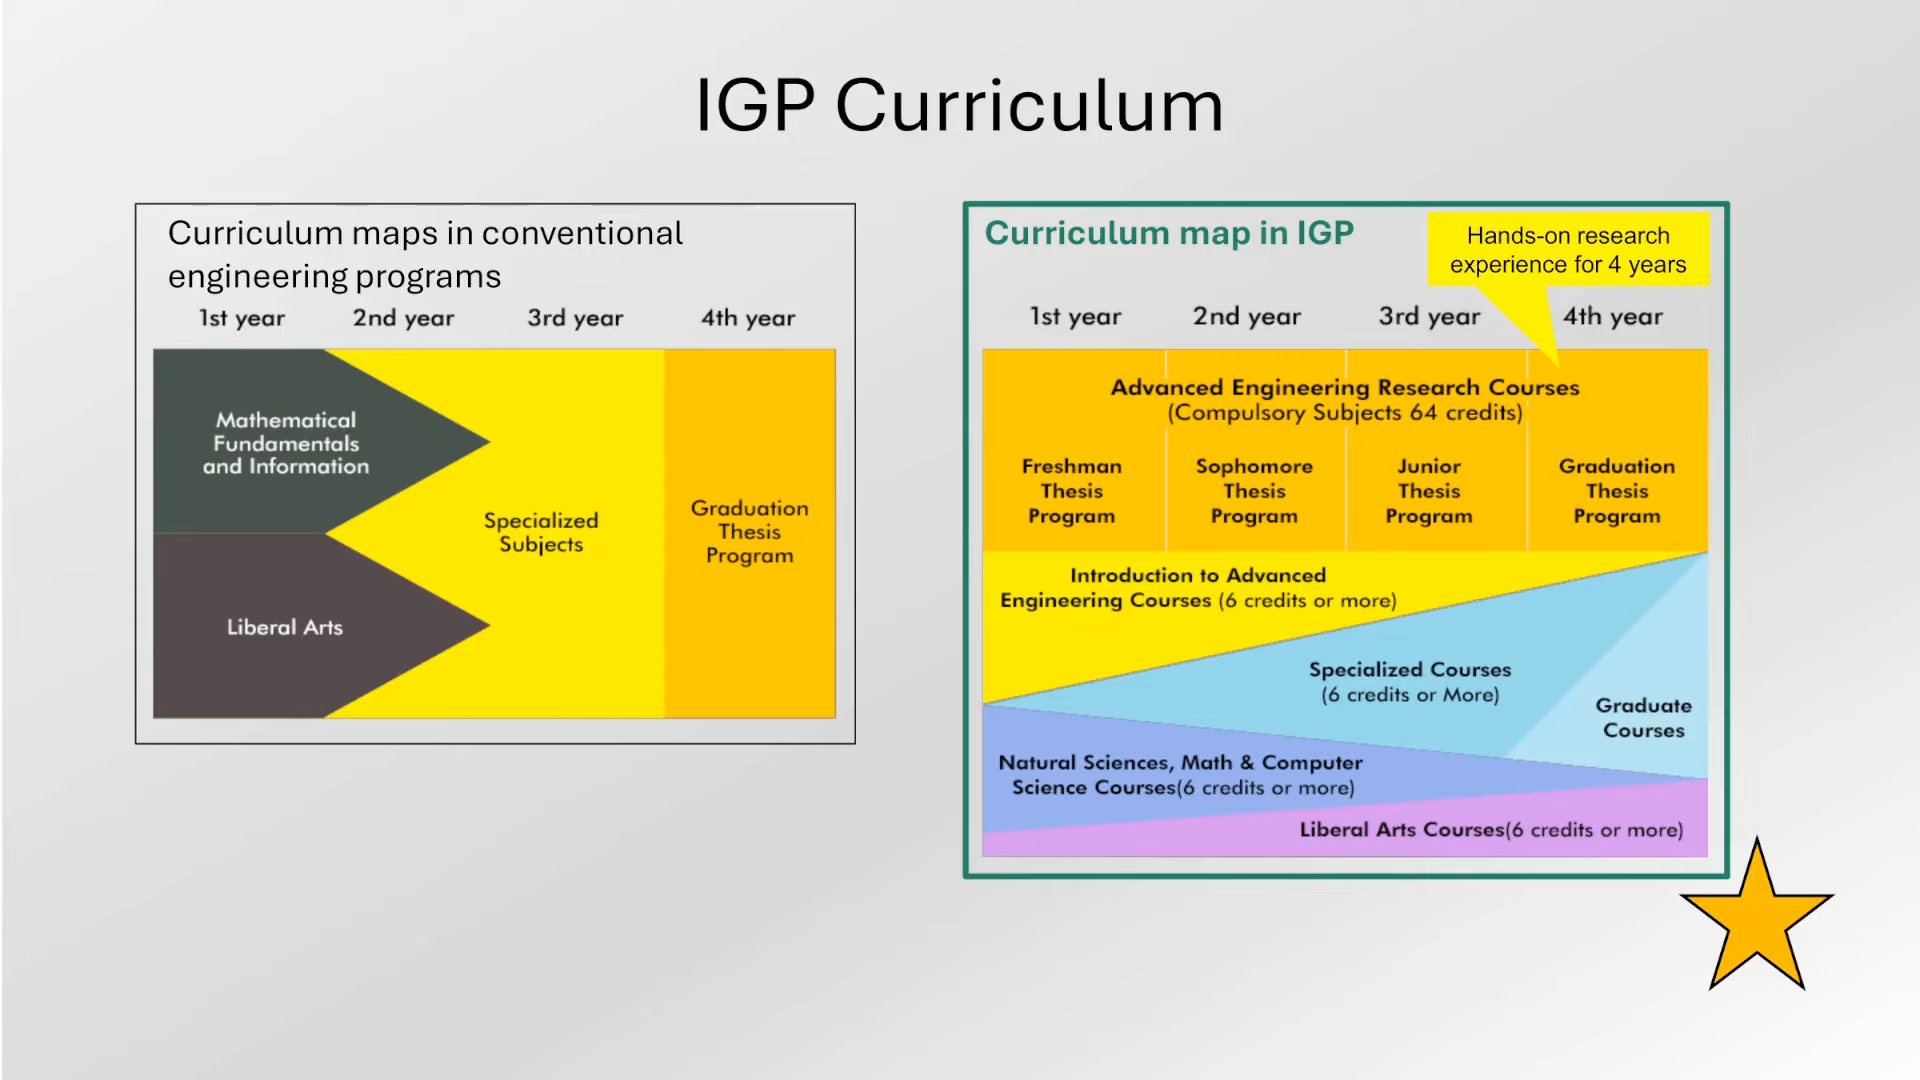 IGP Curriculum
Curriculum maps in conventional
engineering programs
1st year 2nd year 3rd year 4th year
Mathematical
Fundamentals
and Information
Liberal Arts
Specialized
Subjects
Graduation
Thesis
Program
Curriculum map in IGP
Hands-on research
experience for 4 years
1st year 2nd year 3rd year 4th year
Advanced Engineering Research Courses
(Compulsory Subjects 64 credits)
Freshman
Thesis
Program
Sophomore
Thesis
Program
Junior
Thesis
Program
Graduation
Thesis
Program
Introduction to Advanced
Engineering Courses (6 credits or more)
Specialized Courses
(6 credits or More)
Graduate
Courses
Natural Sciences, Math & Computer
Science Courses(6 credits or more)
Liberal Arts Courses(6 credits or more)